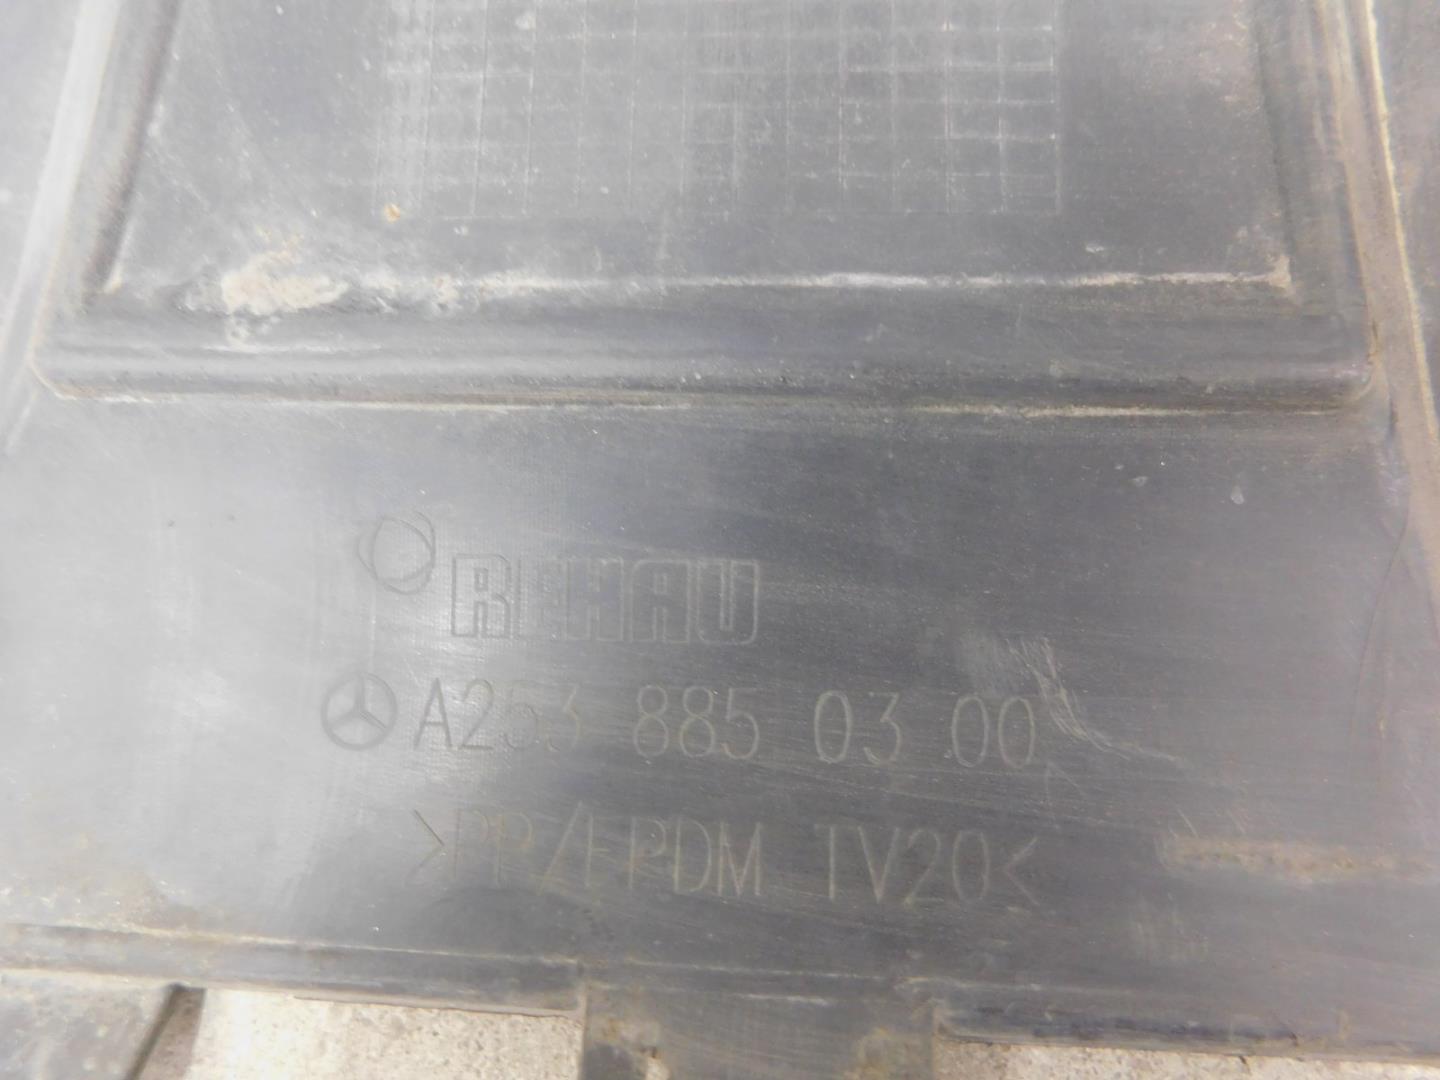 REHAU
A253 885 03 00
>PP/EPDM TV20<